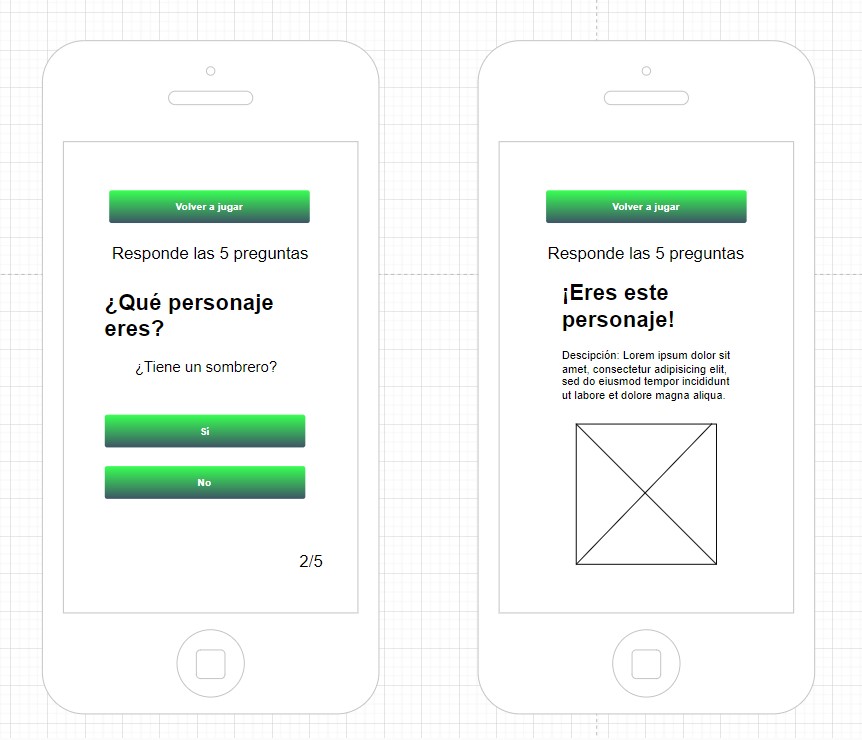 Volver a jugar
Responde las 5 preguntas
¿Qué personaje
eres?
¿Tiene un sombrero?
Si
No
2/5
Volver a jugar
Responde las 5 preguntas
¡Eres este
personaje!
Descipción: Lorem ipsum dolor sit
amet, consectetur adipisicing elit,
sed do eiusmod tempor incididunt
ut labore et dolore magna aliqua.